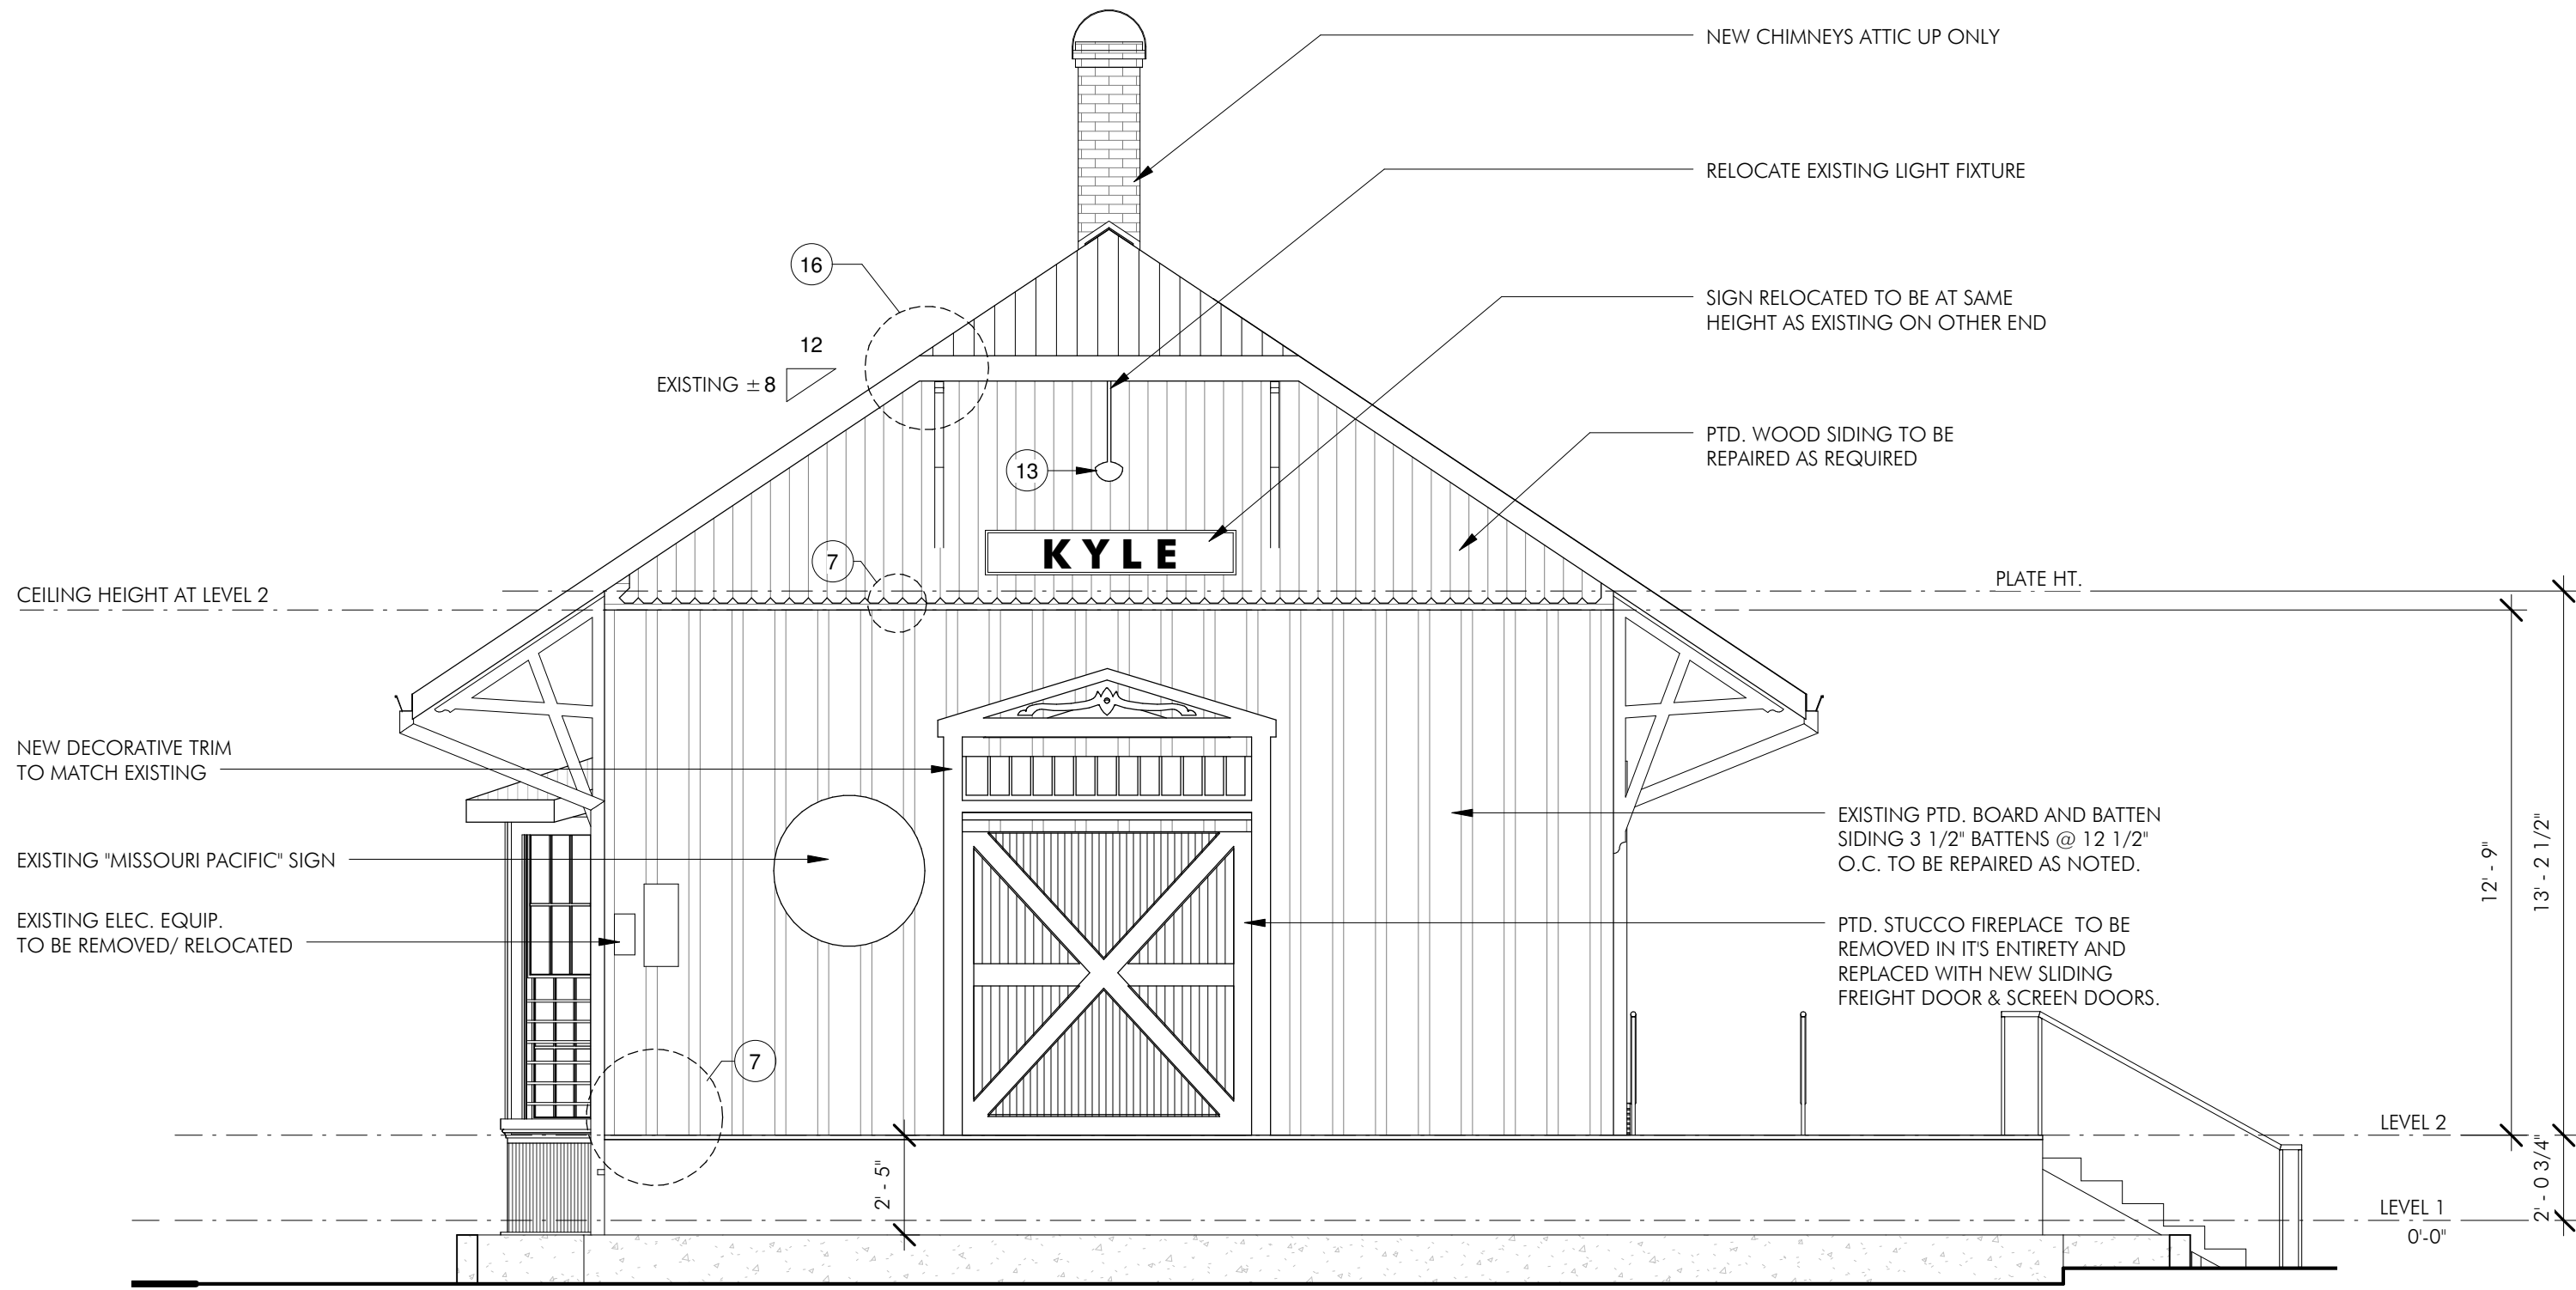 NEW CHIMNEYS ATTIC UP ONLY
RELOCATE EXISTING LIGHT FIXTURE
16
SIGN RELOCATED TO BE AT SAME
HEIGHT AS EXISTING ON OTHER END
12
EXISTING ±8
PTD. WOOD SIDING TO BE
REPAIRED AS REQUIRED
13
KYLE
7
CEILING HEIGHT AT LEVEL 2
PLATE HT.
NEW DECORATIVE TRIM
TO MATCH EXISTING
EXISTING "MISSOURI PACIFIC" SIGN
EXISTING ELEC. EQUIP.
TO BE REMOVED/ RELOCATED
EXISTING PTD. BOARD AND BATTEN
SIDING 3 1/2" BATTENS @ 12 1/2"
O.C. TO BE REPAIRED AS NOTED.
PTD. STUCCO FIREPLACE TO BE
REMOVED IN IT'S ENTIRETY AND
REPLACED WITH NEW SLIDING
FREIGHT DOOR & SCREEN DOORS.
12' - 9"
13' - 2 1/2"
7
LEVEL 2
2' - 5"
2' - 0 3/4"
LEVEL 1
0'-0"